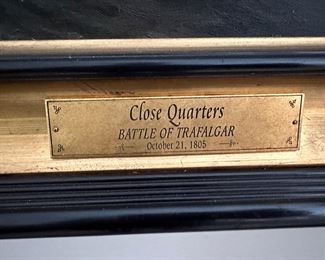 Close Quarters
BATTLE OF TRAFALGAR
October 21, 1805